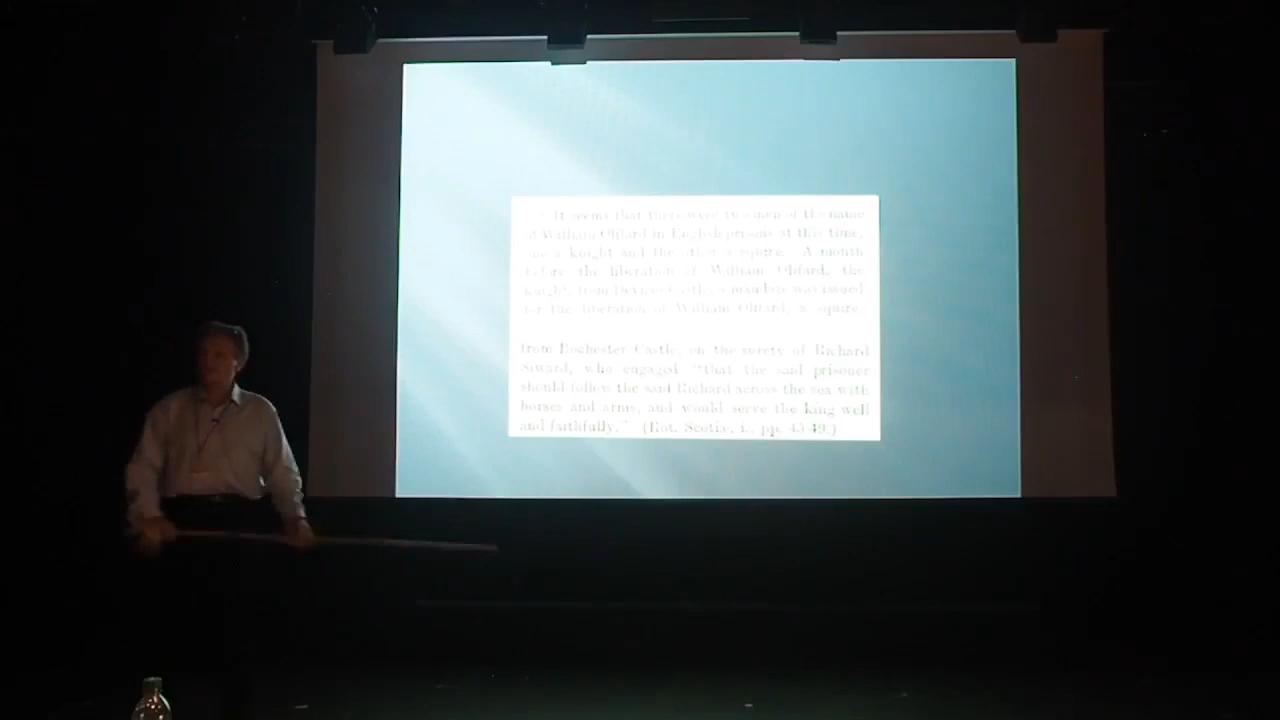 It seems that there were two men of the name
of William Olifard in English prisons at this time,
one a knight and the other a squire. A month
before the liberation of William Olifard, the
knight, from Devizes Castle, a mandate was issued
for the liberation of William Olifard, a squire,
from Rochester Castle, on the surety of Richard
Siward, who engaged "that the said prisoner
should follow the said Richard across the sea with
horses and arms, and would serve the king well
and faithfully." (Rot. Scotiæ, i., pp. 45-49.)